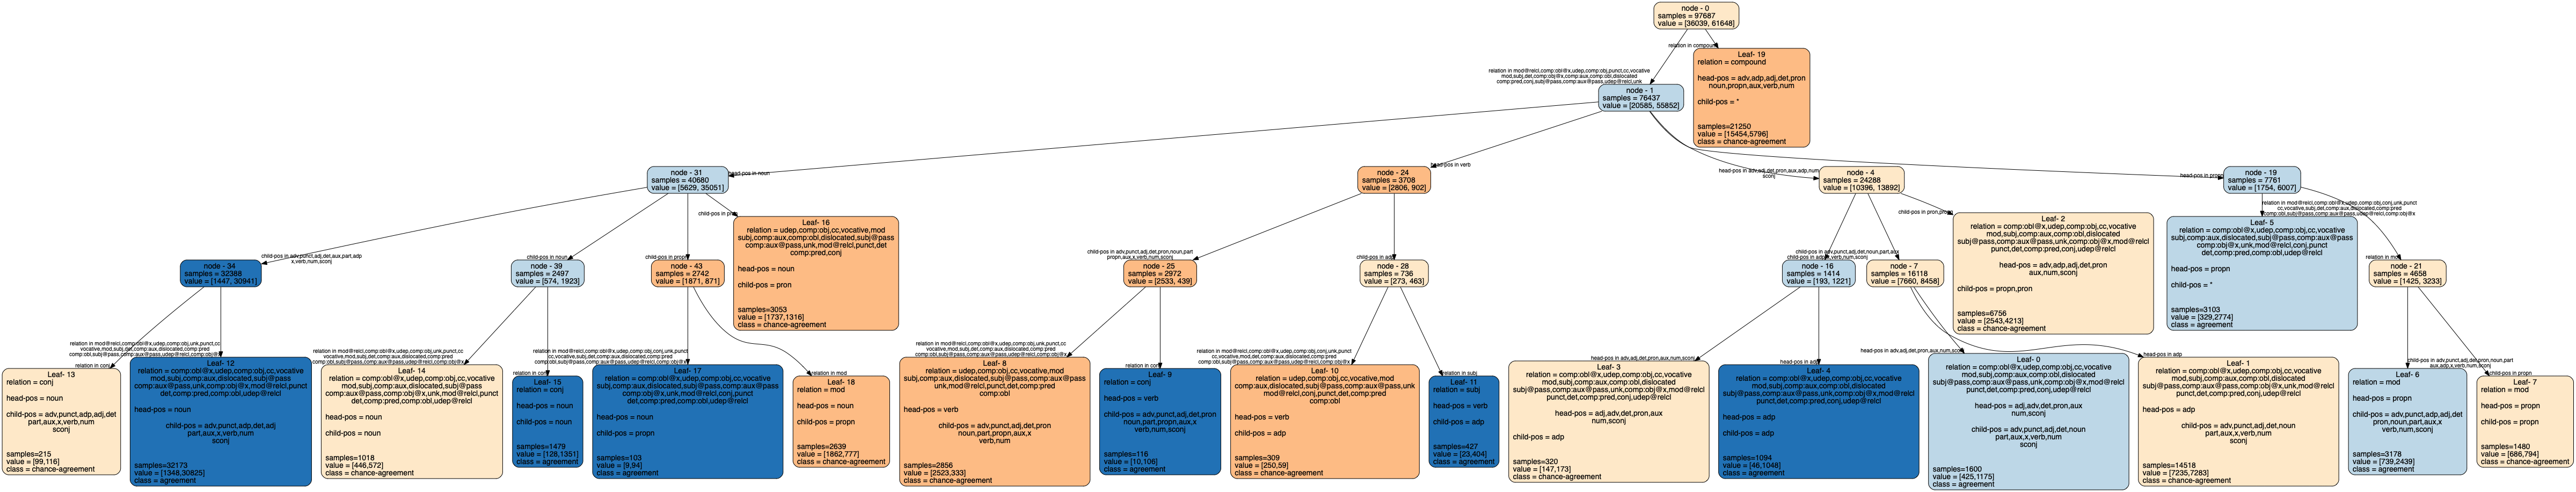 node - 0
samples = 97687
value = [36039, 61648]
relation in compound
Leaf- 19
relation = compound
head-pos = adv,adp,adj,det,pron
noun,propn,aux,verb,num
child-pos = *
samples=21250
value = [15454,5796]
class = chance-agreement
relation in mod@relcl,comp:obl@x,udep,comp:obj,punct,cc,vocative
mod,subj,det,comp:obj@x,comp:aux,comp:obl,dislocated
comp:pred,conj,subj@pass,comp:aux@pass,udep@relcl,unk
node - 1
samples = 76437
value = [20585, 55852]
head-pos in noun
node - 31
samples = 40680
value = [5629, 35051]
head-pos in verb
node - 24
samples = 3708
value = [2806, 902]
head-pos in adv,adj,det,pron,aux,adp,num
sconj
node - 4
samples = 24288
value = [10396, 13892]
head-pos in propn
node - 19
samples = 7761
value = [1754, 6007]
child-pos in pron
Leaf- 16
relation = udep,comp:obj,cc,vocative,mod
subj,comp:aux,comp:obl,dislocated,subj@pass
comp:aux@pass,unk,mod@relcl,punct,det
comp:pred,conj
head-pos = noun
child-pos = pron
samples=3053
value = [1737,1316]
class = chance-agreement
child-pos in pron,propn
Leaf- 2
relation = comp:obl@x,udep,comp:obj,cc,vocative
mod,subj,comp:aux,comp:obl,dislocated
subj@pass,comp:aux@pass,unk,comp:obj@x,mod@relcl
punct,det,comp:pred,conj,udep@relcl
head-pos = adv,adp,adj,det,pron
aux,num,sconj
child-pos = propn,pron
samples=6756
value = [2543,4213]
class = chance-agreement
relation in mod@relcl,comp:obl@x,udep,comp:obj,conj,unk,punct
cc,vocative,subj,det,comp:aux,dislocated,comp:pred
comp:obl,subj@pass,comp:aux@pass,udep@relcl,comp:obj@x
Leaf- 5
relation = comp:obl@x,udep,comp:obj,cc,vocative
subj,comp:aux,dislocated,subj@pass,comp:aux@pass
comp:obj@x,unk,mod@relcl,conj,punct
det,comp:pred,comp:obl,udep@relcl
head-pos = propn
child-pos = *
samples=3103
value = [329,2774]
class = agreement
child-pos in adv,punct,adj,det,aux,part,adp
x,verb,num,sconj
node - 34
samples = 32388
value = [1447, 30941]
child-pos in noun
node - 39
samples = 2497
value = [574, 1923]
child-pos in propn
node - 43
samples = 2742
value = [1871, 871]
child-pos in adv,punct,adj,det,pron,noun,part
propn,aux,x,verb,num,sconj
node - 25
samples = 2972
value = [2533, 439]
child-pos in adp
node - 28
samples = 736
value = [273, 463]
child-pos in adp
node - 16
samples = 1414
value = [193, 1221]
child-pos in adv,punct,adj,det,noun,part,aux
node - 7
samples = 16118
value = [7660, 8458]
relation in mod
node - 21
samples = 4658
value = [1425, 3233]
relation in conj
Leaf- 13
relation = conj
head-pos = noun
child-pos = adv,punct,adp,adj,det
part,aux,x,verb,num
sconj
samples=215
value = [99,116]
class = chance-agreement
relation in mod@relcl,comp:obl@x,udep,comp:obj,unk,punct,cc
vocative,mod,subj,det,comp:aux,dislocated,comp:pred
comp:obl,subj@pass,comp:aux@pass,udep@relcl,comp:obj@x
Leaf- 12
relation = comp:obl@x,udep,comp:obj,cc,vocative
mod,subj,comp:aux,dislocated,subj@pass
comp:aux@pass,unk,comp:obj@x,mod@relcl,punct
det,comp:pred,comp:obl,udep@relcl
head-pos = noun
child-pos = adv,punct,adp,det,adj
part,aux,x,verb,num
sconj
samples=32173
value = [1348,30825]
class = agreement
relation in mod@relcl,comp:obl@x,udep,comp:obj,unk,punct,cc
vocative,mod,subj,det,comp:aux,dislocated,comp:pred
comp:obl,subj@pass,comp:aux@pass,udep@relcl,comp:obj@x
Leaf- 14
relation = comp:obl@x,udep,comp:obj,cc,vocative
mod,subj,comp:aux,dislocated,subj@pass
comp:aux@pass,comp:obj@x,unk,mod@relcl,punct
det,comp:pred,comp:obl,udep@relcl
head-pos = noun
child-pos = noun
samples=1018
value = [446,572]
class = chance-agreement
relation in conj
Leaf- 15
relation = conj
head-pos = noun
child-pos = noun
samples=1479
value = [128,1351]
class = agreement
relation in mod@relcl,comp:obl@x,udep,comp:obj,conj,unk,punct
cc,vocative,subj,det,comp:aux,dislocated,comp:pred
comp:obl,subj@pass,comp:aux@pass,udep@relcl,comp:obj@x
Leaf- 17
relation = comp:obl@x,udep,comp:obj,cc,vocative
subj,comp:aux,dislocated,subj@pass,comp:aux@pass
comp:obj@x,unk,mod@relcl,conj,punct
det,comp:pred,comp:obl,udep@relcl
head-pos = noun
child-pos = propn
samples=103
value = [9,94]
class = agreement
relation in mod
Leaf- 18
relation = mod
head-pos = noun
child-pos = propn
samples=2639
value = [1862,777]
class = chance-agreement
relation in mod@relcl,comp:obl@x,udep,comp:obj,unk,punct,cc
vocative,mod,subj,det,comp:aux,dislocated,comp:pred
comp:obl,subj@pass,comp:aux@pass,udep@relcl,comp:obj@x
Leaf- 8
relation = udep,comp:obj,cc,vocative,mod
subj,comp:aux,dislocated,subj@pass,comp:aux@pass
unk,mod@relcl,punct,det,comp:pred
comp:obl
head-pos = verb
child-pos = adv,punct,adj,det,pron
noun,part,propn,aux,x
verb,num
samples=2856
value = [2523,333]
class = chance-agreement
relation in conj
Leaf- 9
relation = conj
head-pos = verb
child-pos = adv,punct,adj,det,pron
noun,part,propn,aux,x
verb,num,sconj
samples=116
value = [10,106]
class = agreement
relation in mod@relcl,comp:obl@x,udep,comp:obj,conj,unk,punct
cc,vocative,mod,det,comp:aux,dislocated,comp:pred
comp:obl,subj@pass,comp:aux@pass,udep@relcl,comp:obj@x
Leaf- 10
relation = udep,comp:obj,cc,vocative,mod
comp:aux,dislocated,subj@pass,comp:aux@pass,unk
mod@relcl,conj,punct,det,comp:pred
comp:obl
head-pos = verb
child-pos = adp
samples=309
value = [250,59]
class = chance-agreement
relation in subj
Leaf- 11
relation = subj
head-pos = verb
child-pos = adp
samples=427
value = [23,404]
class = agreement
head-pos in adv,adj,det,pron,aux,num,sconj
Leaf- 3
relation = comp:obl@x,udep,comp:obj,cc,vocative
mod,subj,comp:aux,comp:obl,dislocated
subj@pass,comp:aux@pass,unk,comp:obj@x,mod@relcl
punct,det,comp:pred,conj,udep@relcl
head-pos = adj,adv,det,pron,aux
num,sconj
child-pos = adp
samples=320
value = [147,173]
class = chance-agreement
head-pos in adp
Leaf- 4
relation = comp:obl@x,udep,comp:obj,cc,vocative
mod,subj,comp:aux,comp:obl,dislocated
subj@pass,comp:aux@pass,unk,comp:obj@x,mod@relcl
punct,det,comp:pred,conj,udep@relcl
head-pos = adp
child-pos = adp
samples=1094
value = [46,1048]
class = agreement
head-pos in adv,adj,det,pron,aux,num,sconj
Leaf- 0
relation = comp:obl@x,udep,comp:obj,cc,vocative
mod,subj,comp:aux,comp:obl,dislocated
subj@pass,comp:aux@pass,unk,comp:obj@x,mod@relcl
punct,det,comp:pred,conj,udep@relcl
head-pos = adj,adv,det,pron,aux
num,sconj
child-pos = adv,punct,adj,det,noun
part,aux,x,verb,num
sconj
samples=1600
value = [425,1175]
class = agreement
head-pos in adp
Leaf- 1
relation = comp:obl@x,udep,comp:obj,cc,vocative
mod,subj,comp:aux,comp:obl,dislocated
subj@pass,comp:aux@pass,unk,comp:obj@x,mod@relcl
punct,det,comp:pred,conj,udep@relcl
head-pos = adp
child-pos = adv,punct,adj,det,noun
part,aux,x,verb,num
sconj
samples=14518
value = [7235,7283]
class = chance-agreement
child-pos in adv,punct,adj,det,pron,noun,part
aux,adp,x,verb,num,sconj
Leaf- 6
relation = mod
head-pos = propn
child-pos = adv,punct,adp,adj,det
pron,noun,part,aux,x
verb,num,sconj
samples=3178
value = [739,2439]
class = agreement
child-pos in propn
Leaf- 7
relation = mod
head-pos = propn
child-pos = propn
samples=1480
value = [686,794]
class = chance-agreement